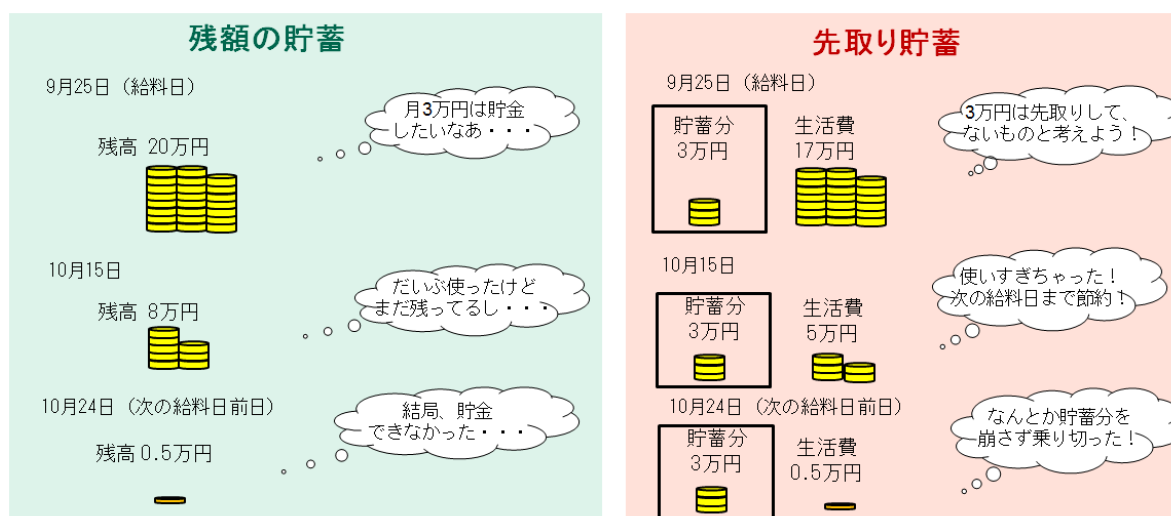 残額の貯蓄
9月25日（給料日）
月3万円は貯金
したいなあ・・・
残高 20万円
10月15日
だいぶ使ったけど
まだ残ってるし・・・
残高 8万円
10月24日（次の給料日前日）
結局、貯金
できなかった・・・
残高 0.5万円
先取り貯蓄
9月25日（給料日）
貯蓄分
3万円
生活費
17万円
3万円は先取りして、
ないものと考えよう！
10月15日
貯蓄分
3万円
生活費
5万円
使いすぎちゃった！
次の給料日まで節約！
10月24日（次の給料日前日）
貯蓄分
3万円
生活費
0.5万円
なんとか貯蓄分を
崩さず乗り切った！